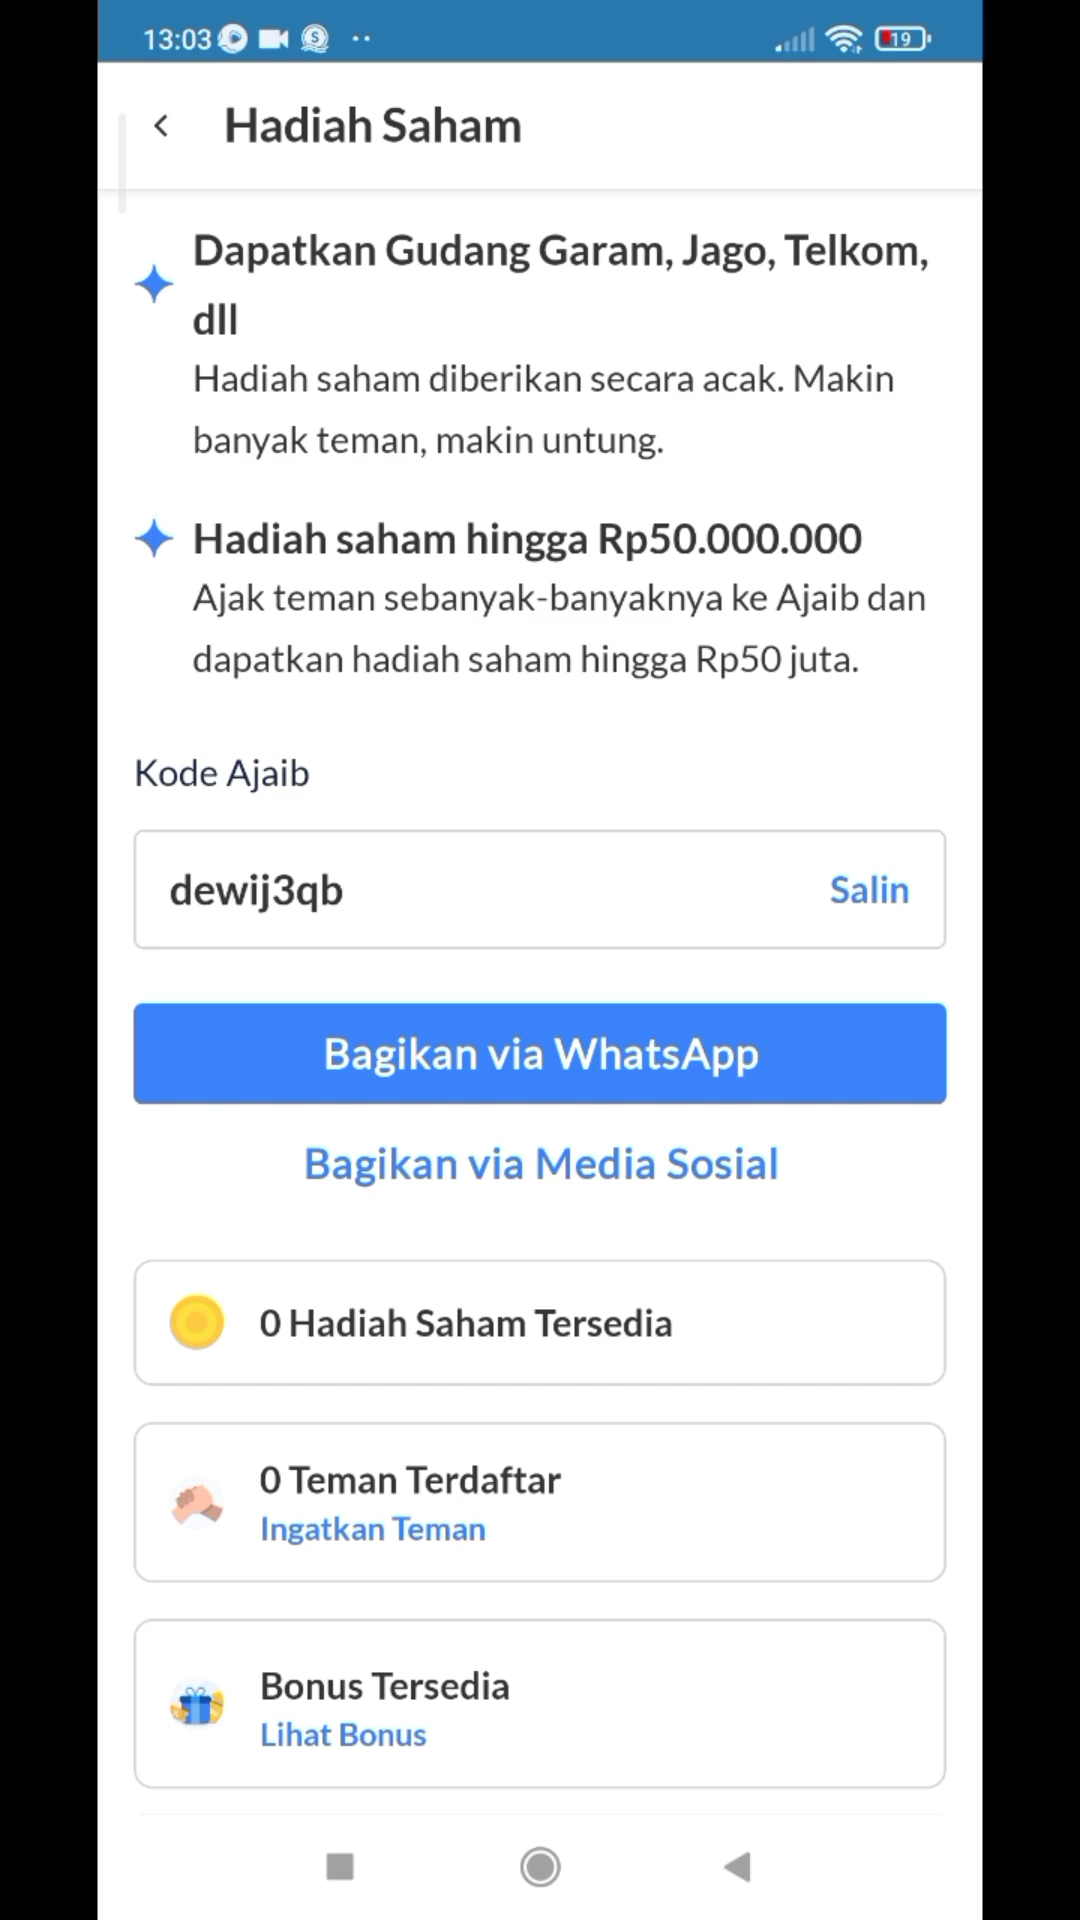 13:03
19
Hadiah Saham
Dapatkan Gudang Garam, Jago, Telkom,
dll
Hadiah saham diberikan secara acak. Makin
banyak teman, makin untung.
Hadiah saham hingga Rp50.000.000
Ajak teman sebanyak-banyaknya ke Ajaib dan
dapatkan hadiah saham hingga Rp50 juta.
Kode Ajaib
dewij3qb
Salin
Bagikan via WhatsApp
Bagikan via Media Sosial
0 Hadiah Saham Tersedia
0 Teman Terdaftar
Ingatkan Teman
Bonus Tersedia
Lihat Bonus